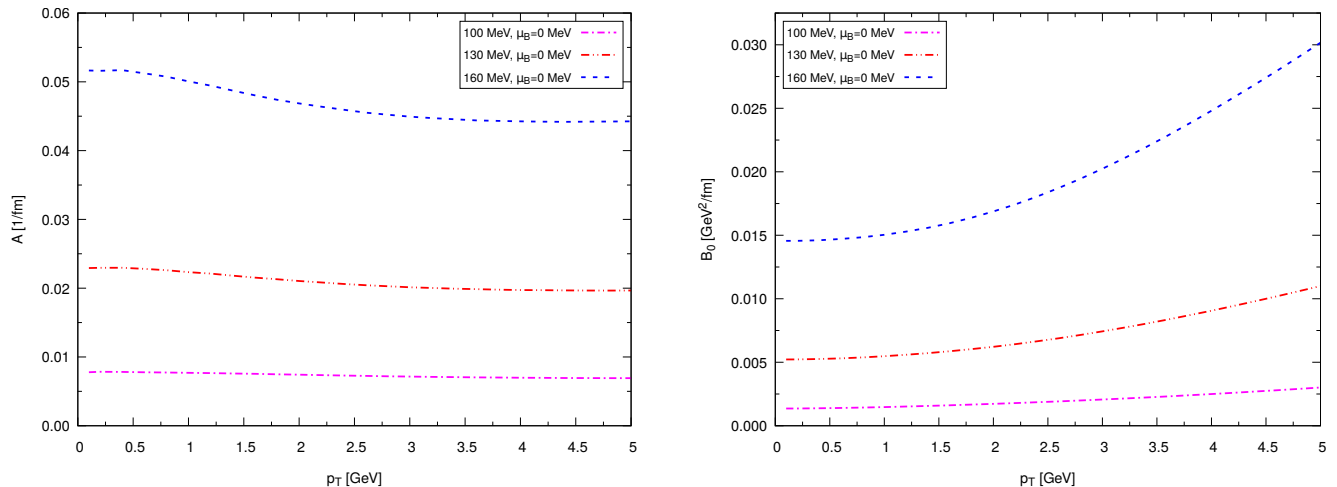 0.06
0.05
0.04
0.03
0.02
0.01
0.00
A [1/fm]
0 0.5 1 1.5 2 2.5 3 3.5 4 4.5 5
p_T [GeV]
100 MeV, μ_B=0 MeV
130 MeV, μ_B=0 MeV
160 MeV, μ_B=0 MeV
0.030
0.025
0.020
0.015
0.010
0.005
0.000
B_0 [GeV²/fm]
0 0.5 1 1.5 2 2.5 3 3.5 4 4.5 5
p_T [GeV]
100 MeV, μ_B=0 MeV
130 MeV, μ_B=0 MeV
160 MeV, μ_B=0 MeV